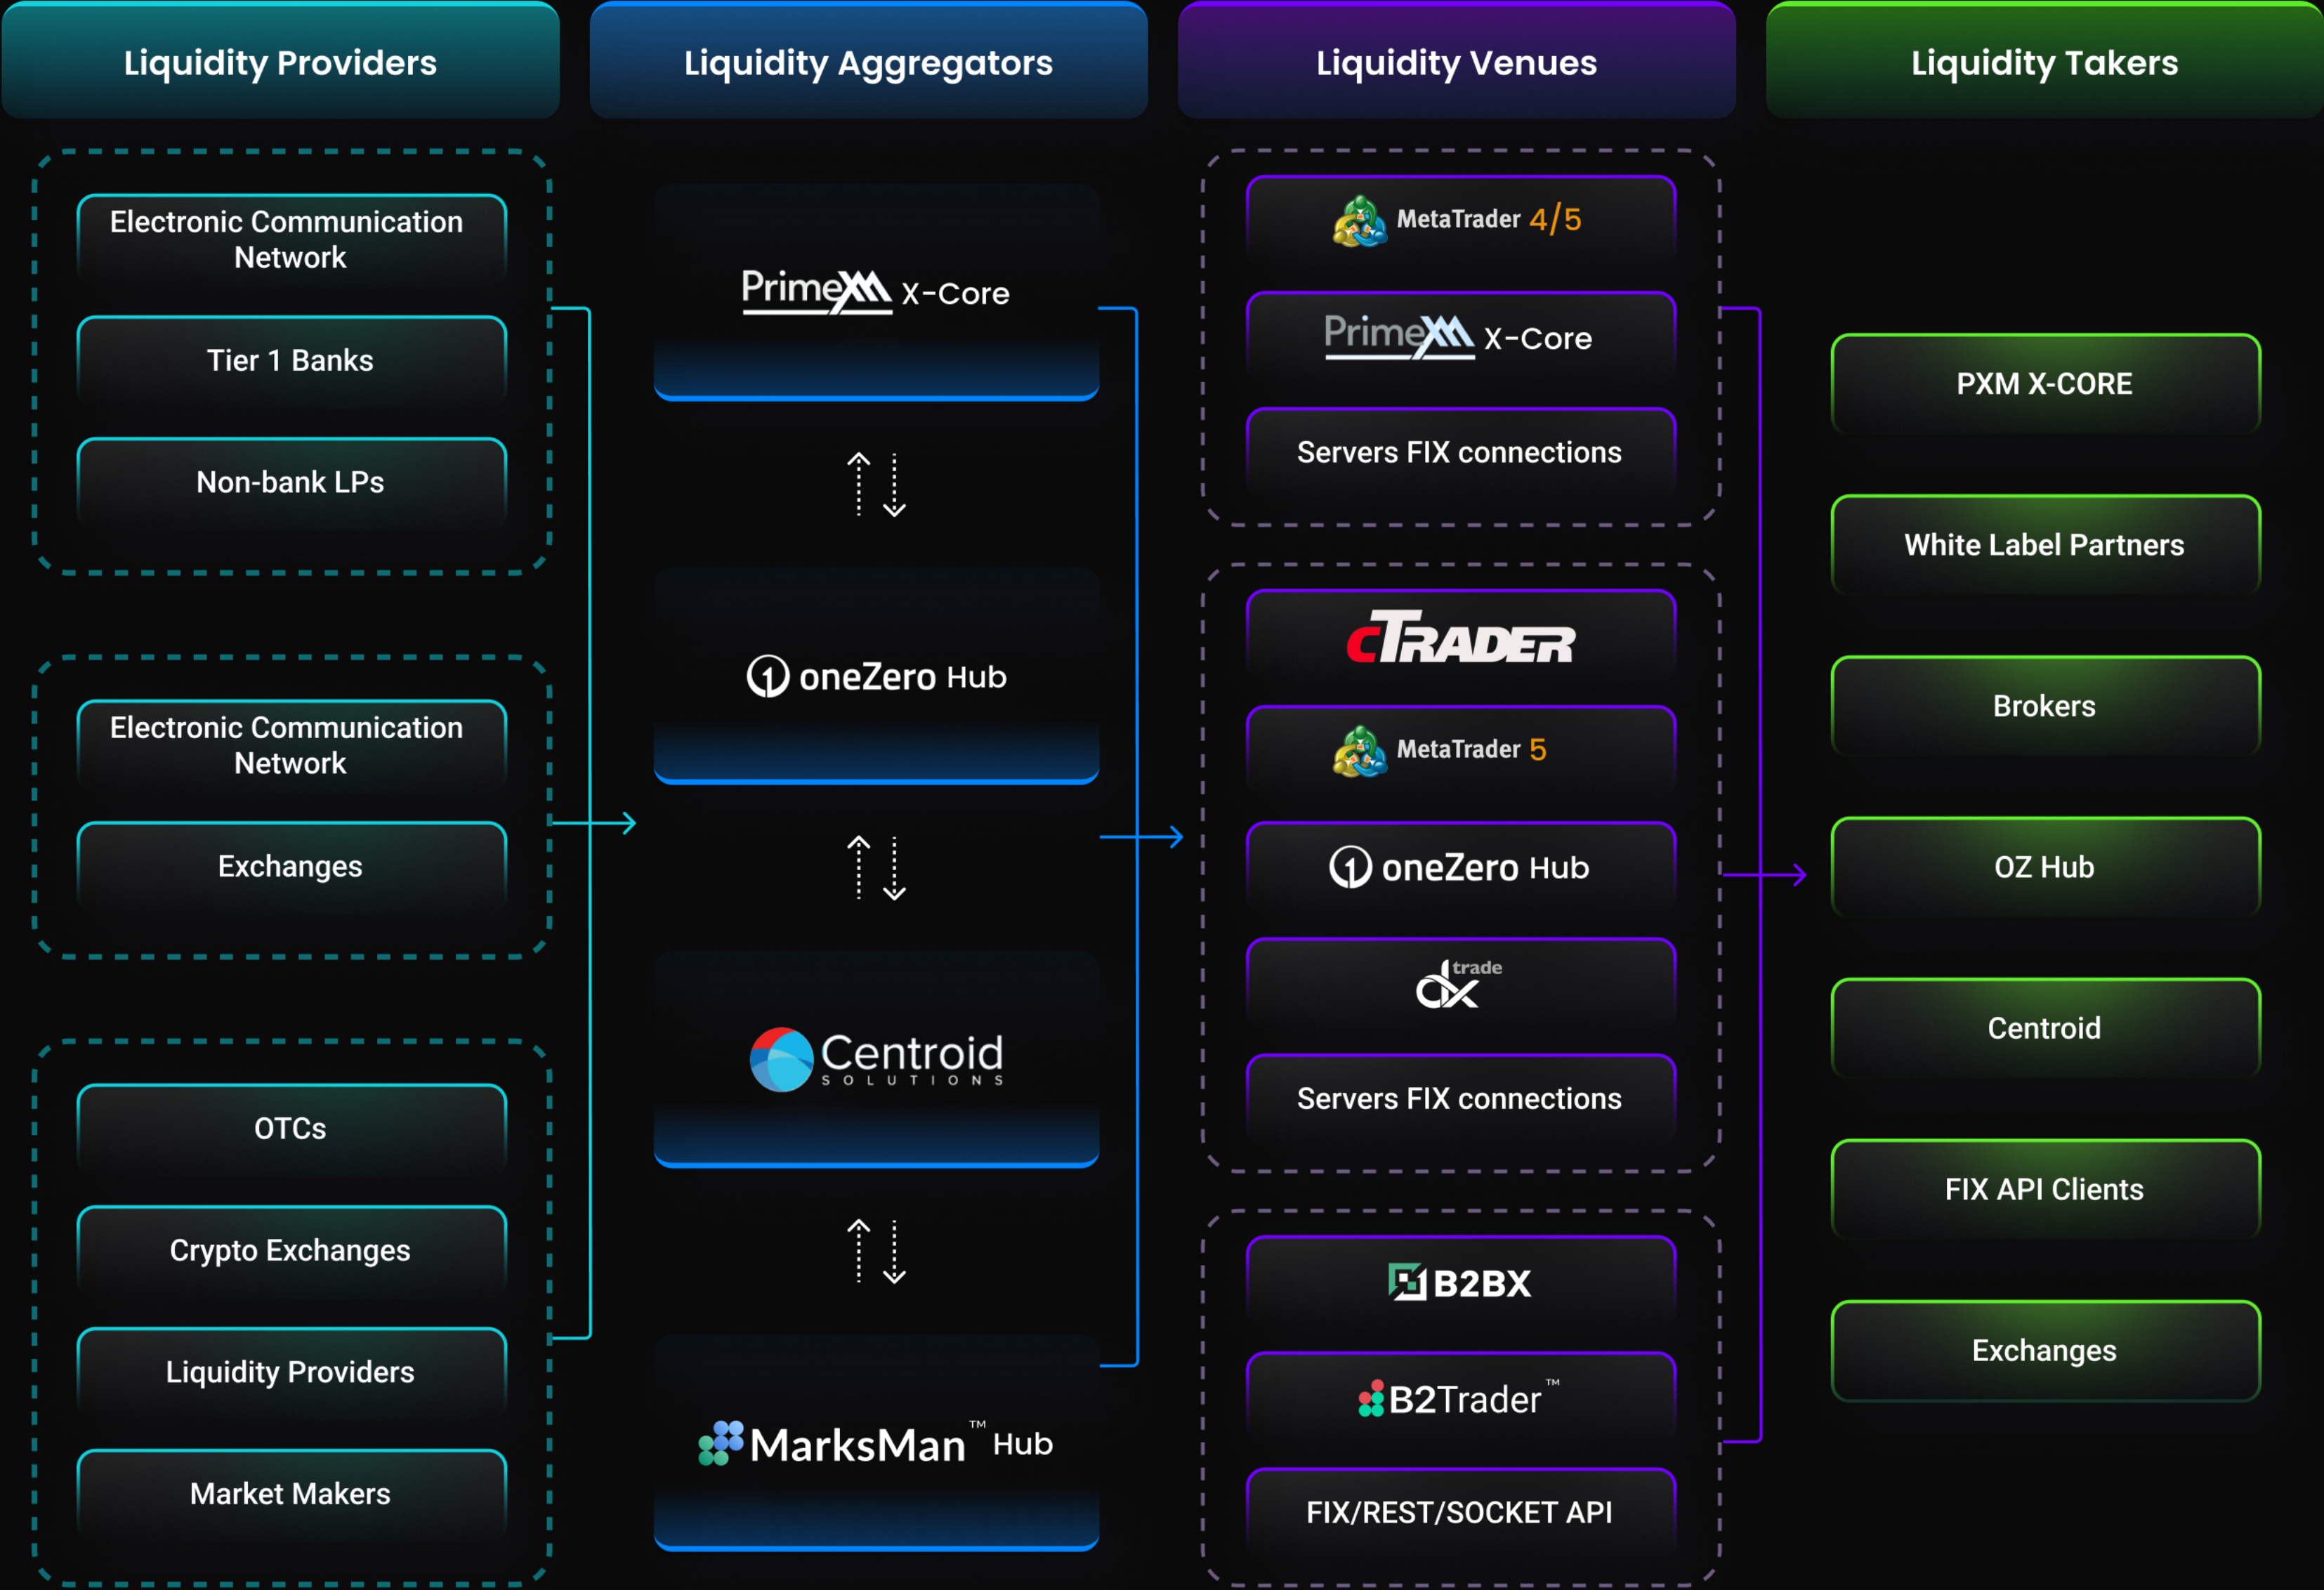 Liquidity Providers
Electronic Communication
Network
Tier 1 Banks
Non-bank LPs
Electronic Communication
Network
Exchanges
OTCs
Crypto Exchanges
Liquidity Providers
Market Makers
Liquidity Aggregators
PrimeXM X-Core
oneZero Hub
Centroid
SOLUTIONS
MarksMan™ Hub
Liquidity Venues
MetaTrader 4/5
PrimeXM X-Core
Servers FIX connections
cTRADER
MetaTrader 5
oneZero Hub
dx trade
Servers FIX connections
B2BX
B2Trader™
FIX/REST/SOCKET API
Liquidity Takers
PXM X-CORE
White Label Partners
Brokers
OZ Hub
Centroid
FIX API Clients
Exchanges